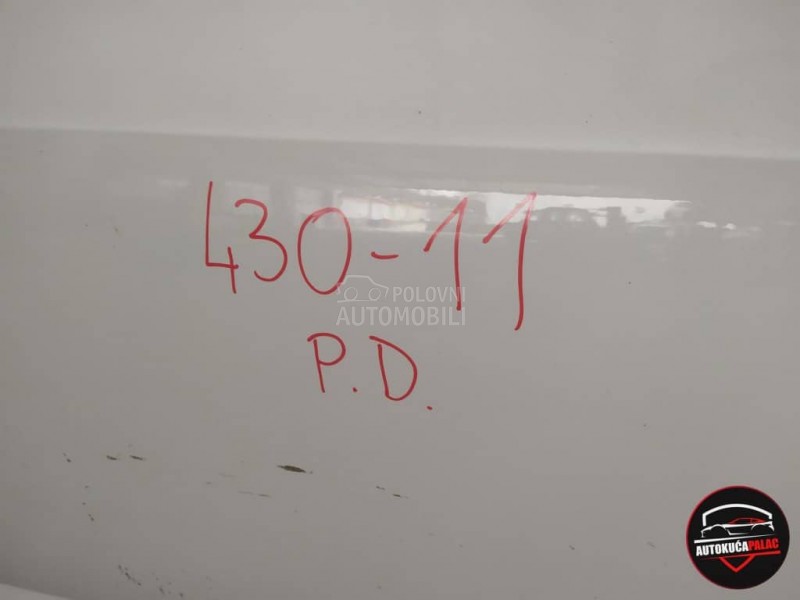 430-11
POLOVNI
AUTOMOBILI
P.D.
AUTOKUĆAPALAC